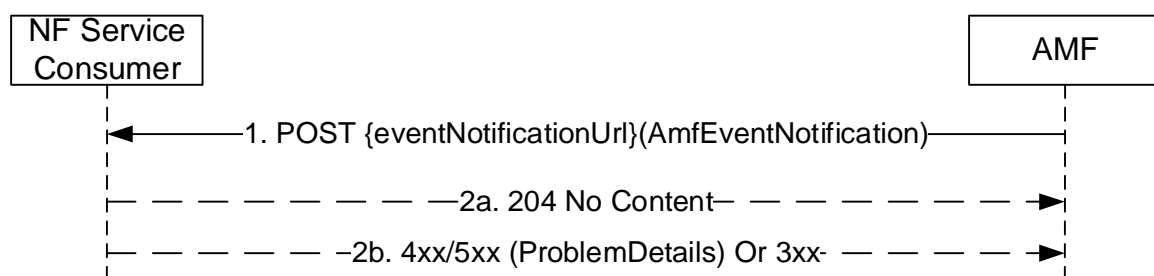 NF Service
Consumer
AMF
1. POST {eventNotificationUrl}(AmfEventNotification)
2a. 204 No Content
2b. 4xx/5xx (ProblemDetails) Or 3xx